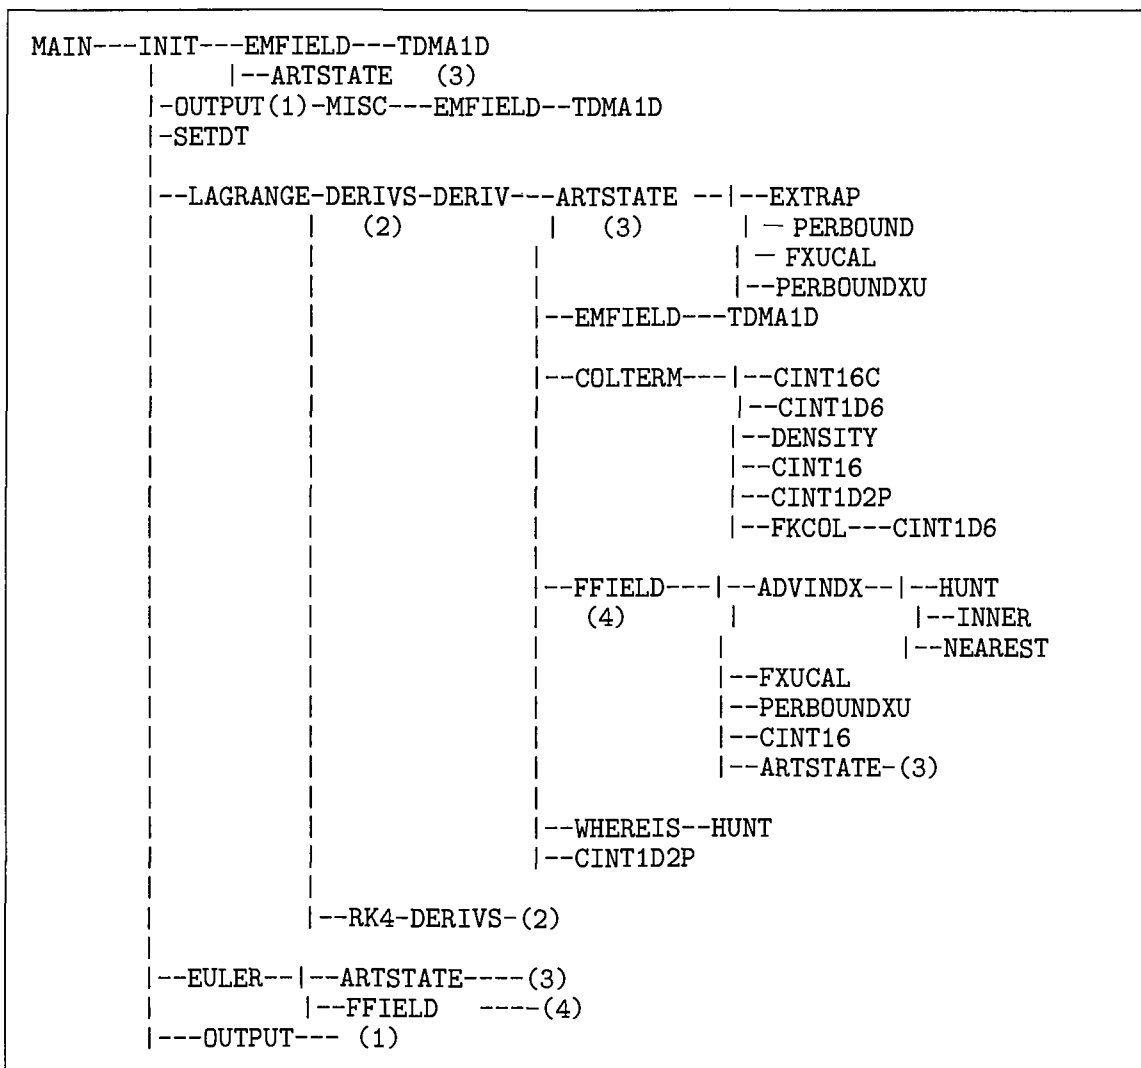 MAIN---INIT---EMFIELD---TDMA1D
| |--ARTSTATE (3)
|-OUTPUT(1)-MISC---EMFIELD--TDMA1D
|-SETDT
|
|--LAGRANGE-DERIVS-DERIV---ARTSTATE --|--EXTRAP
| | (2) | (3) | — PERBOUND
| | | | — FXUCAL
| | | |--PERBOUNDXU
| | |--EMFIELD---TDMA1D
| | |
| | |--COLTERM---|--CINT16C
| | | |--CINT1D6
| | | |--DENSITY
| | | |--CINT16
| | | |--CINT1D2P
| | | |--FKCOL---CINT1D6
| | |
| | |--FFIELD---|--ADVINDX--|--HUNT
| | | (4) | |--INNER
| | | | |--NEAREST
| | | |--FXUCAL
| | | |--PERBOUNDXU
| | | |--CINT16
| | | |--ARTSTATE-(3)
| | |
| | |--WHEREIS--HUNT
| | |--CINT1D2P
| |
| |--RK4-DERIVS-(2)
|
|--EULER--|--ARTSTATE----(3)
| |--FFIELD ----(4)
|---OUTPUT--- (1)